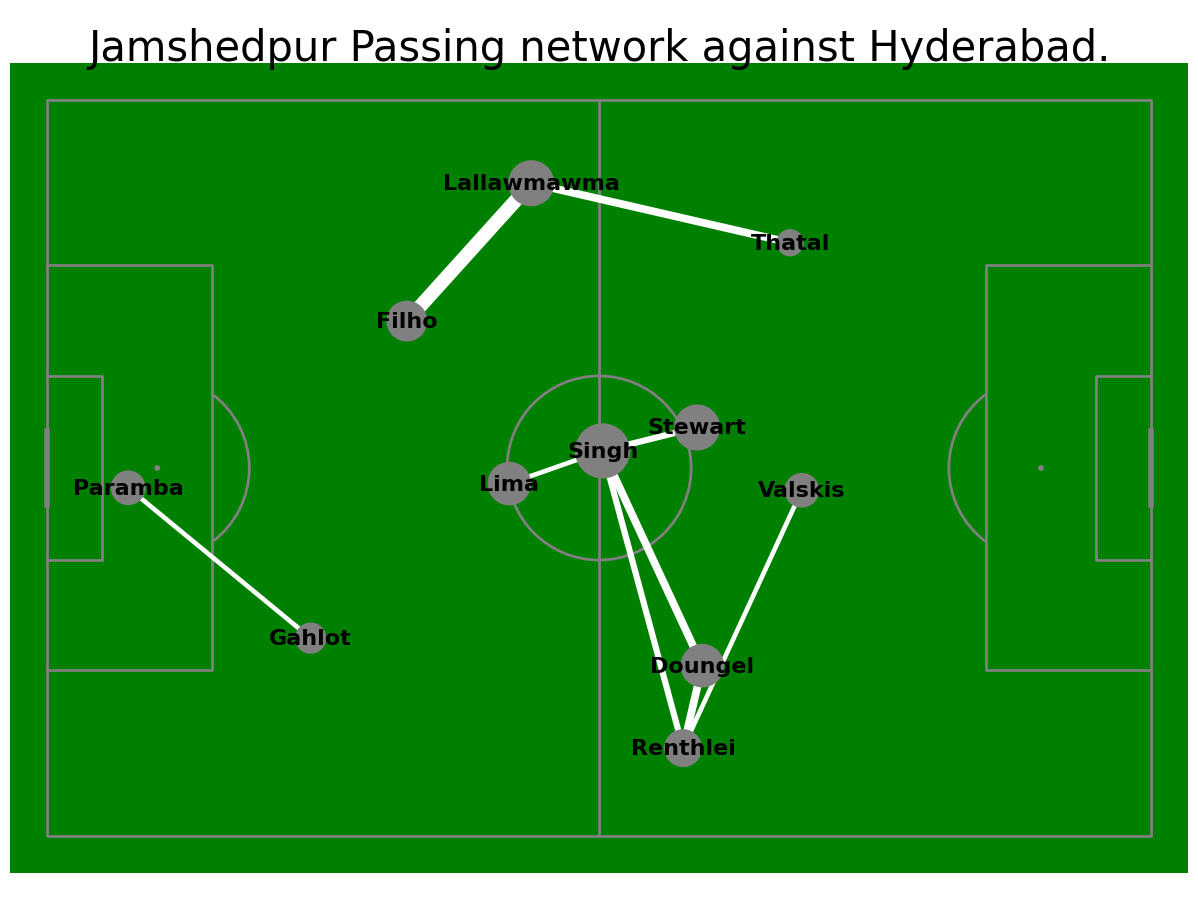 Jamshedpur Passing network against Hyderabad.
Lallawmawma
Thatal
Filho
Stewart
Singh
Lima
Paramba
Valskis
Gahlot
Doungel
Renthlei